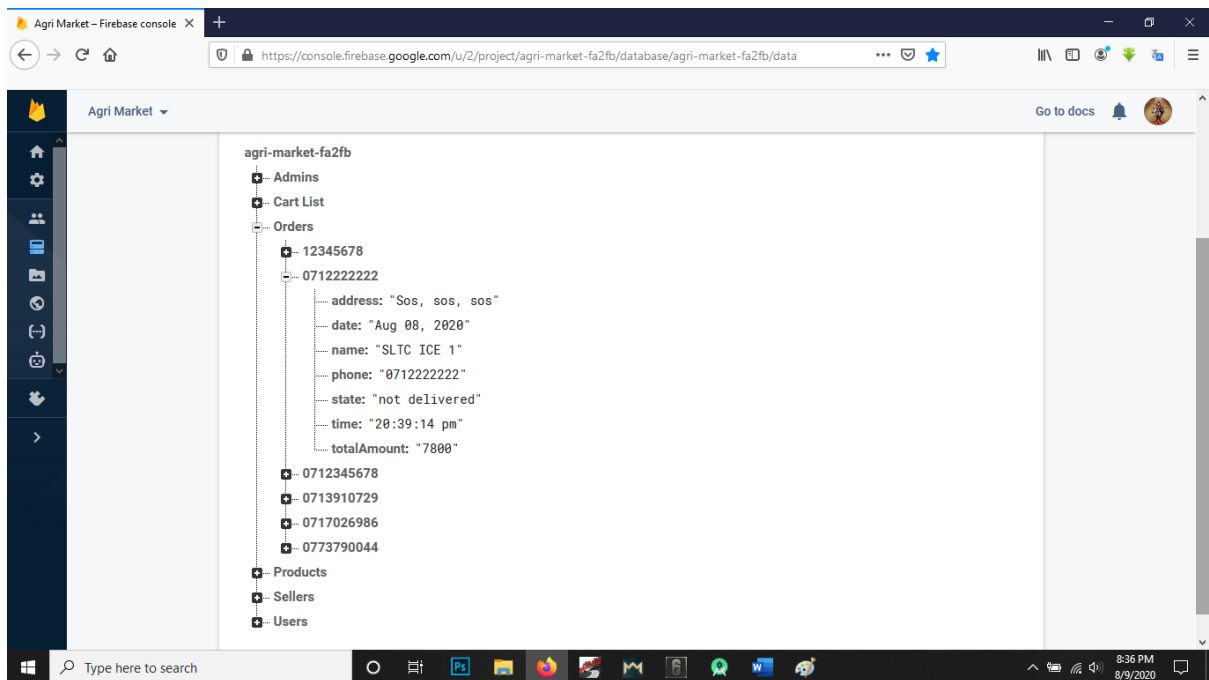 Agri Market – Firebase console
https://console.firebase.google.com/u/2/project/agri-market-fa2fb/database/agri-market-fa2fb/data
Agri Market
Go to docs
agri-market-fa2fb
Admins
Cart List
Orders
12345678
0712222222
address: "Sos, sos, sos"
date: "Aug 08, 2020"
name: "SLTC ICE 1"
phone: "0712222222"
state: "not delivered"
time: "20:39:14 pm"
totalAmount: "7800"
0712345678
0713910729
0717026986
0773790044
Products
Sellers
Users
Type here to search
Ps
8:36 PM
8/9/2020